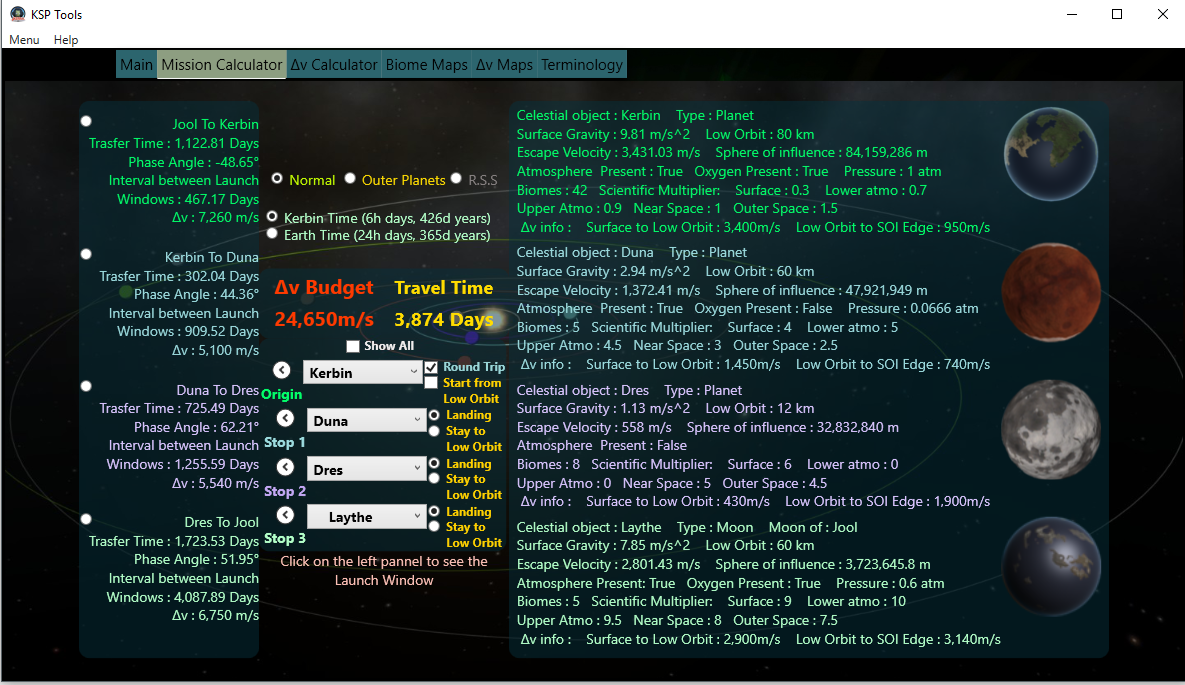 KSP Tools
Menu Help
Main Mission Calculator Δv Calculator Biome Maps Δv Maps Terminology
Jool To Kerbin
Trasfer Time : 1,122.81 Days
Phase Angle : -48.65°
Interval between Launch
Windows : 467.17 Days
Δv : 7,260 m/s
Kerbin To Duna
Trasfer Time : 302.04 Days
Phase Angle : 44.36°
Interval between Launch
Windows : 909.52 Days
Δv : 5,100 m/s
Duna To Dres
Trasfer Time : 725.49 Days
Phase Angle : 62.21°
Interval between Launch
Windows : 1,255.59 Days
Δv : 5,540 m/s
Dres To Jool
Trasfer Time : 1,723.53 Days
Phase Angle : 51.95°
Interval between Launch
Windows : 4,087.89 Days
Δv : 6,750 m/s
Normal Outer Planets R.S.S
Kerbin Time (6h days, 426d years)
Earth Time (24h days, 365d years)
Δv Budget Travel Time
24,650m/s 3,874 Days
Show All
Kerbin Round Trip
Origin Start from
Low Orbit
Duna Landing
Stop 1 Stay to
Low Orbit
Dres Landing
Stop 2 Stay to
Low Orbit
Laythe Landing
Stop 3 Stay to
Low Orbit
Click on the left pannel to see the
Launch Window
Celestial object : Kerbin Type : Planet
Surface Gravity : 9.81 m/s^2 Low Orbit : 80 km
Escape Velocity : 3,431.03 m/s Sphere of influence : 84,159,286 m
Atmosphere Present : True Oxygen Present : True Pressure : 1 atm
Biomes : 42 Scientific Multiplier: Surface : 0.3 Lower atmo : 0.7
Upper Atmo : 0.9 Near Space : 1 Outer Space : 1.5
Δv info : Surface to Low Orbit : 3,400m/s Low Orbit to SOI Edge : 950m/s
Celestial object : Duna Type : Planet
Surface Gravity : 2.94 m/s^2 Low Orbit : 60 km
Escape Velocity : 1,372.41 m/s Sphere of influence : 47,921,949 m
Atmosphere Present : True Oxygen Present : False Pressure : 0.0666 atm
Biomes : 5 Scientific Multiplier: Surface : 4 Lower atmo : 5
Upper Atmo : 4.5 Near Space : 3 Outer Space : 2.5
Δv info : Surface to Low Orbit : 1,450m/s Low Orbit to SOI Edge : 740m/s
Celestial object : Dres Type : Planet
Surface Gravity : 1.13 m/s^2 Low Orbit : 12 km
Escape Velocity : 558 m/s Sphere of influence : 32,832,840 m
Atmosphere Present : False
Biomes : 8 Scientific Multiplier: Surface : 6 Lower atmo : 0
Upper Atmo : 0 Near Space : 5 Outer Space : 4.5
Δv info : Surface to Low Orbit : 430m/s Low Orbit to SOI Edge : 1,900m/s
Celestial object : Laythe Type : Moon Moon of : Jool
Surface Gravity : 7.85 m/s^2 Low Orbit : 60 km
Escape Velocity : 2,801.43 m/s Sphere of influence : 3,723,645.8 m
Atmosphere Present: True Oxygen Present : True Pressure : 0.6 atm
Biomes : 5 Scientific Multiplier: Surface : 9 Lower atmo : 10
Upper Atmo : 9.5 Near Space : 8 Outer Space : 7.5
Δv info : Surface to Low Orbit : 2,900m/s Low Orbit to SOI Edge : 3,140m/s